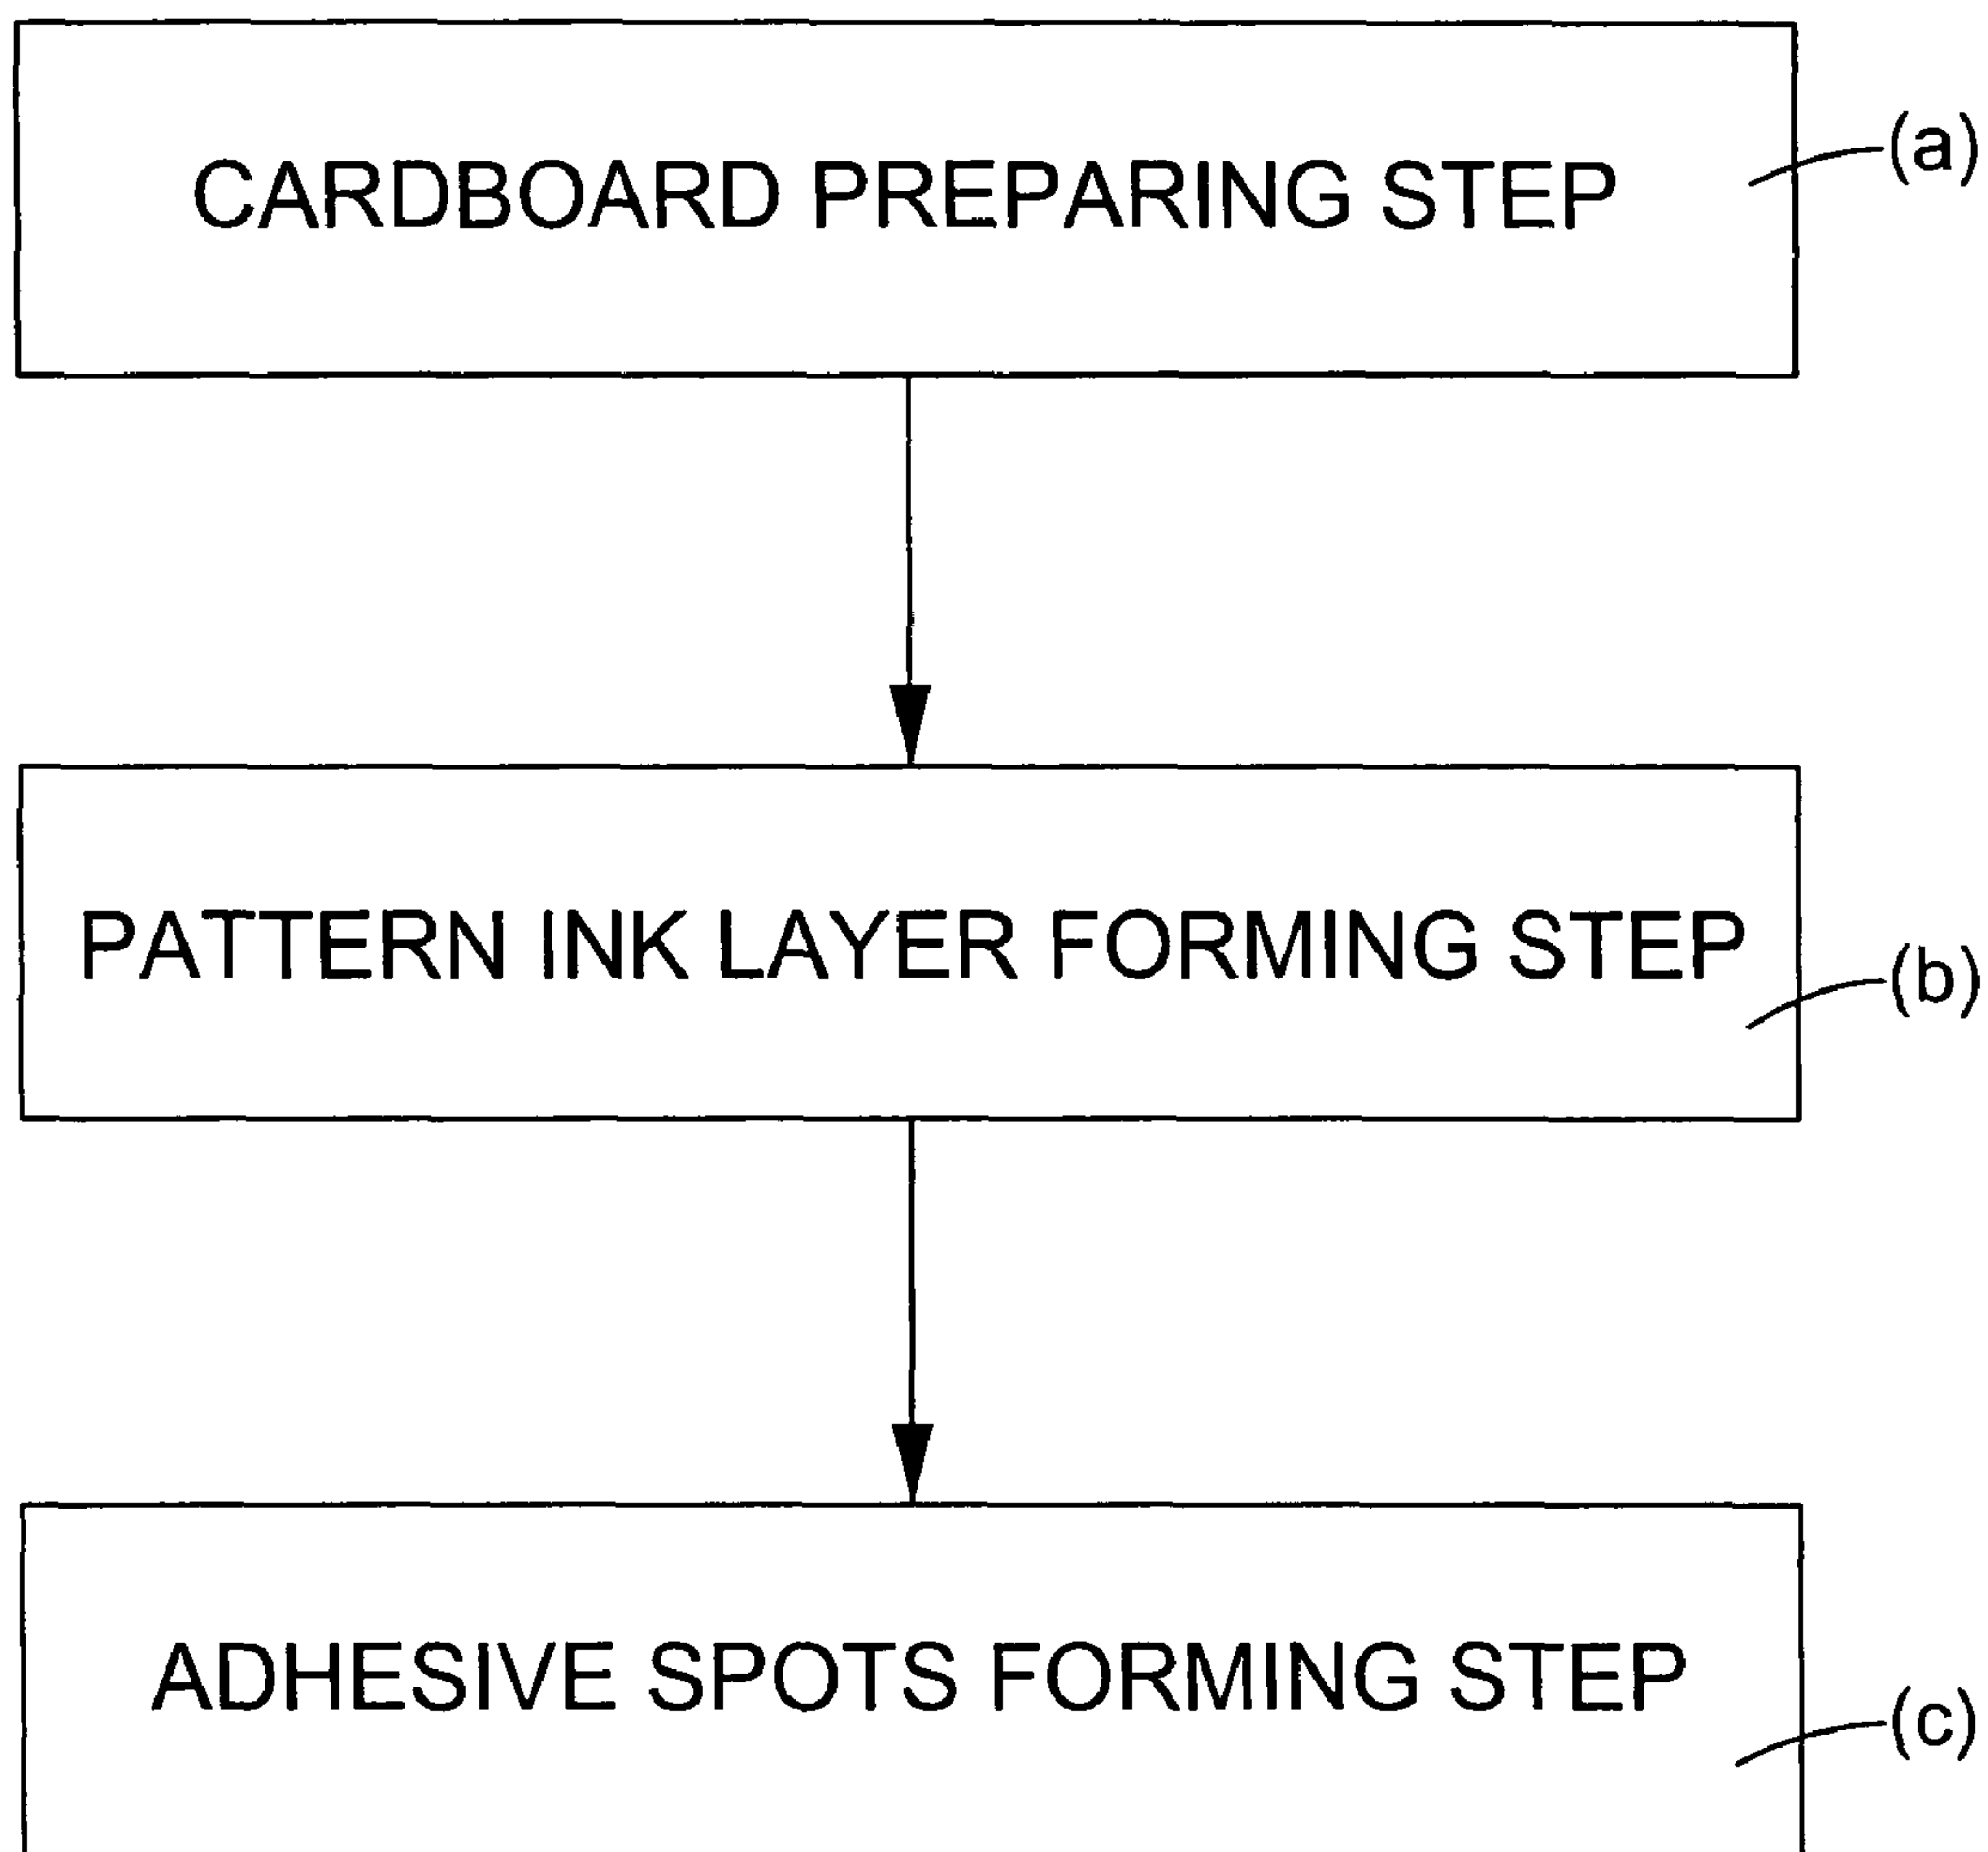 CARDBOARD PREPARING STEP
(a)
PATTERN INK LAYER FORMING STEP
(b)
ADHESIVE SPOTS FORMING STEP
(c)